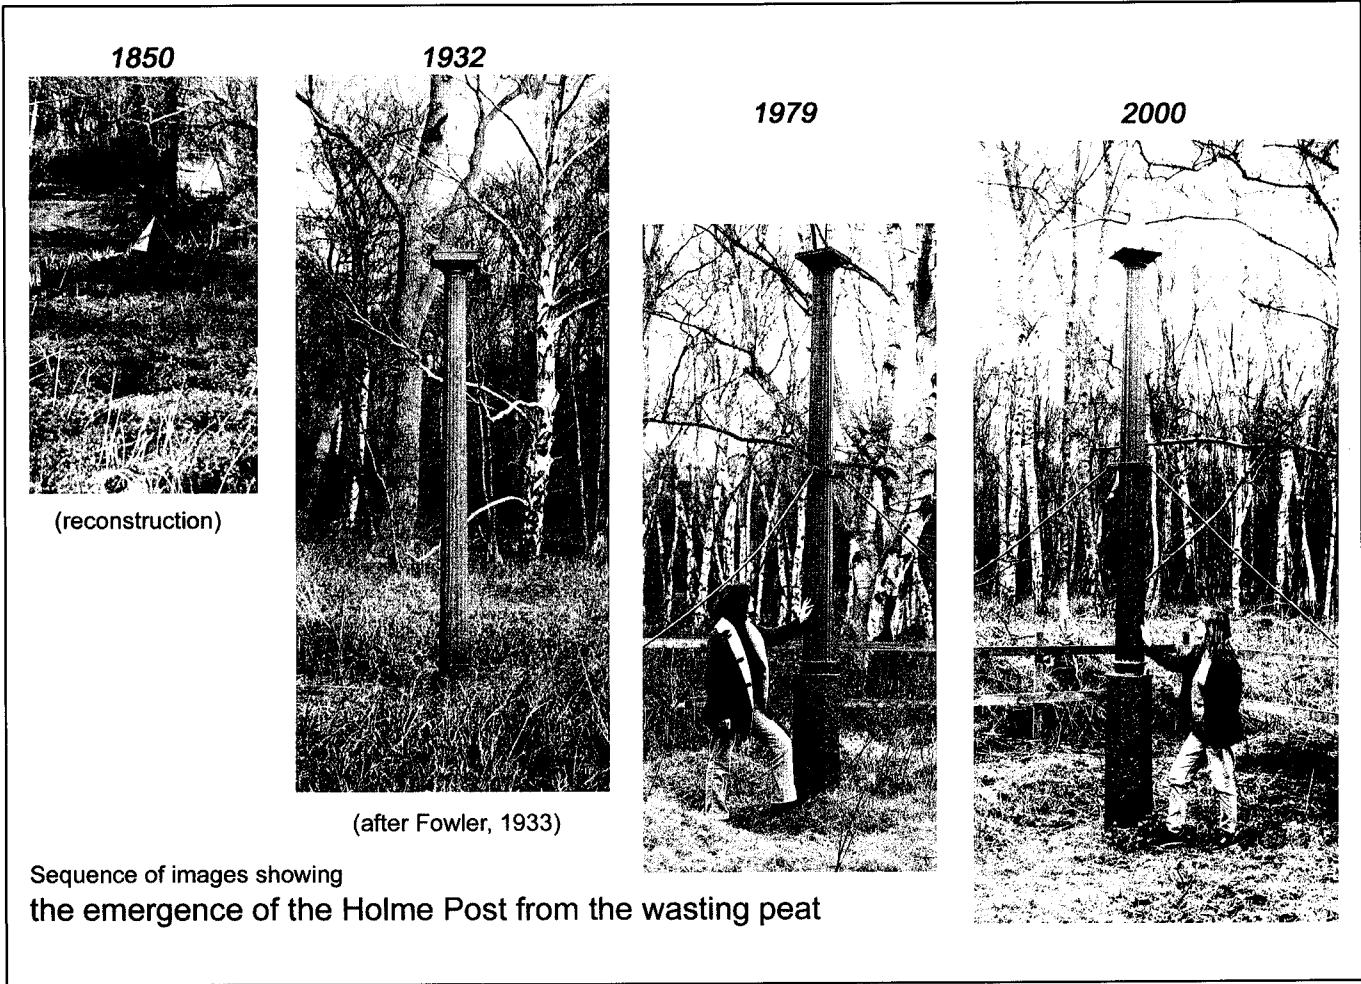 1850
1932
1979
2000
(reconstruction)
(after Fowler, 1933)
Sequence of images showing
the emergence of the Holme Post from the wasting peat